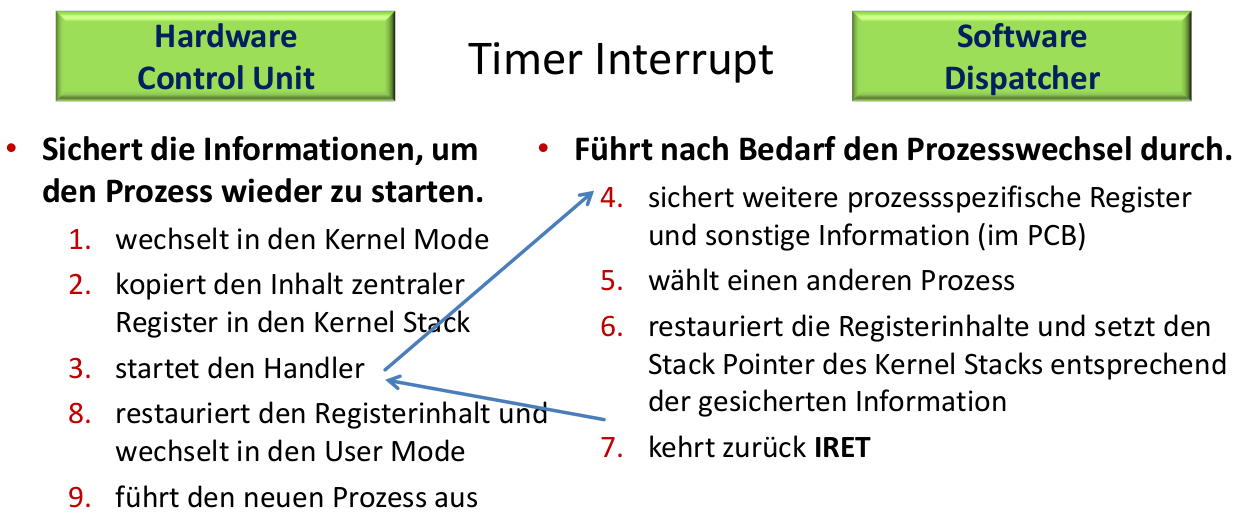 Hardware
Control Unit
Timer Interrupt
Software
Dispatcher
• Sichert die Informationen, um
den Prozess wieder zu starten.
1. wechselt in den Kernel Mode
2. kopiert den Inhalt zentraler
Register in den Kernel Stack
3. startet den Handler
8. restauriert den Registerinhalt und
wechselt in den User Mode
9. führt den neuen Prozess aus
• Führt nach Bedarf den Prozesswechsel durch.
4. sichert weitere prozessspezifische Register
und sonstige Information (im PCB)
5. wählt einen anderen Prozess
6. restauriert die Registerinhalte und setzt den
Stack Pointer des Kernel Stacks entsprechend
der gesicherten Information
7. kehrt zurück IRET